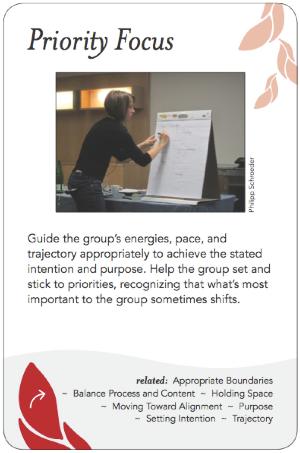 Priority Focus
Philipp Schroeder
Guide the group's energies, pace, and
trajectory appropriately to achieve the stated
intention and purpose. Help the group set and
stick to priorities, recognizing that what's most
important to the group sometimes shifts.
related: Appropriate Boundaries
~ Balance Process and Content ~ Holding Space
~ Moving Toward Alignment ~ Purpose
~ Setting Intention ~ Trajectory